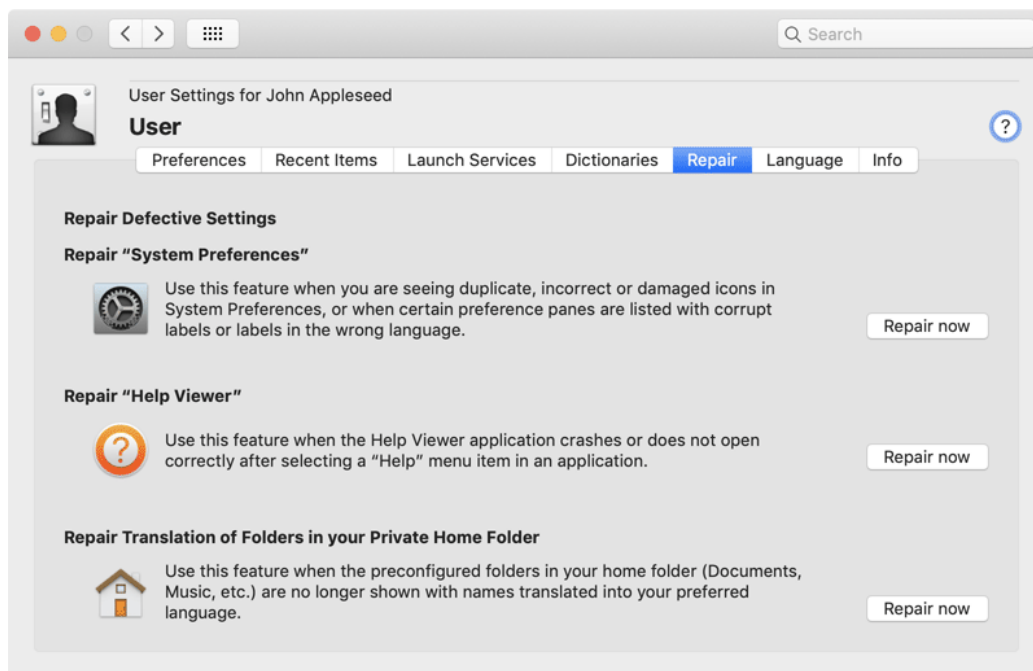 Search
User Settings for John Appleseed
User
?
Preferences Recent Items Launch Services Dictionaries Repair Language Info
Repair Defective Settings
Repair “System Preferences”
Use this feature when you are seeing duplicate, incorrect or damaged icons in
System Preferences, or when certain preference panes are listed with corrupt
labels or labels in the wrong language.
Repair now
Repair “Help Viewer”
?
Use this feature when the Help Viewer application crashes or does not open
correctly after selecting a “Help” menu item in an application.
Repair now
Repair Translation of Folders in your Private Home Folder
Use this feature when the preconfigured folders in your home folder (Documents,
Music, etc.) are no longer shown with names translated into your preferred
language.
Repair now